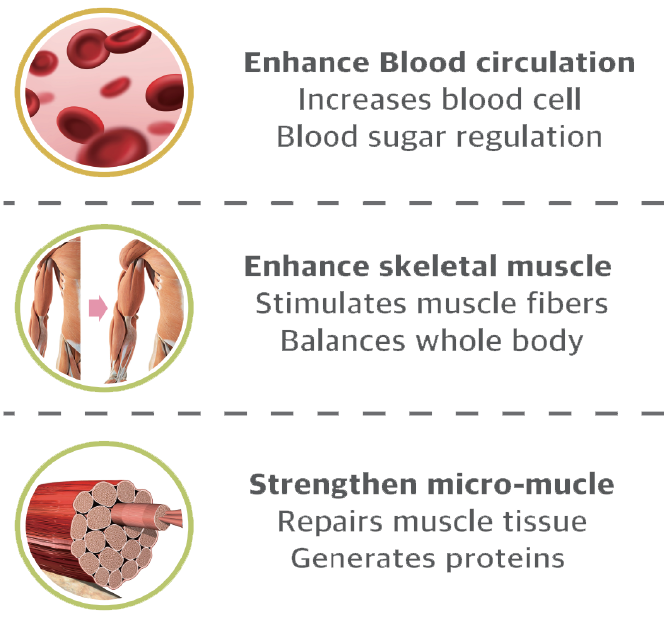 Enhance Blood circulation
Increases blood cell
Blood sugar regulation
Enhance skeletal muscle
Stimulates muscle fibers
Balances whole body
Strengthen micro-mucle
Repairs muscle tissue
Generates proteins